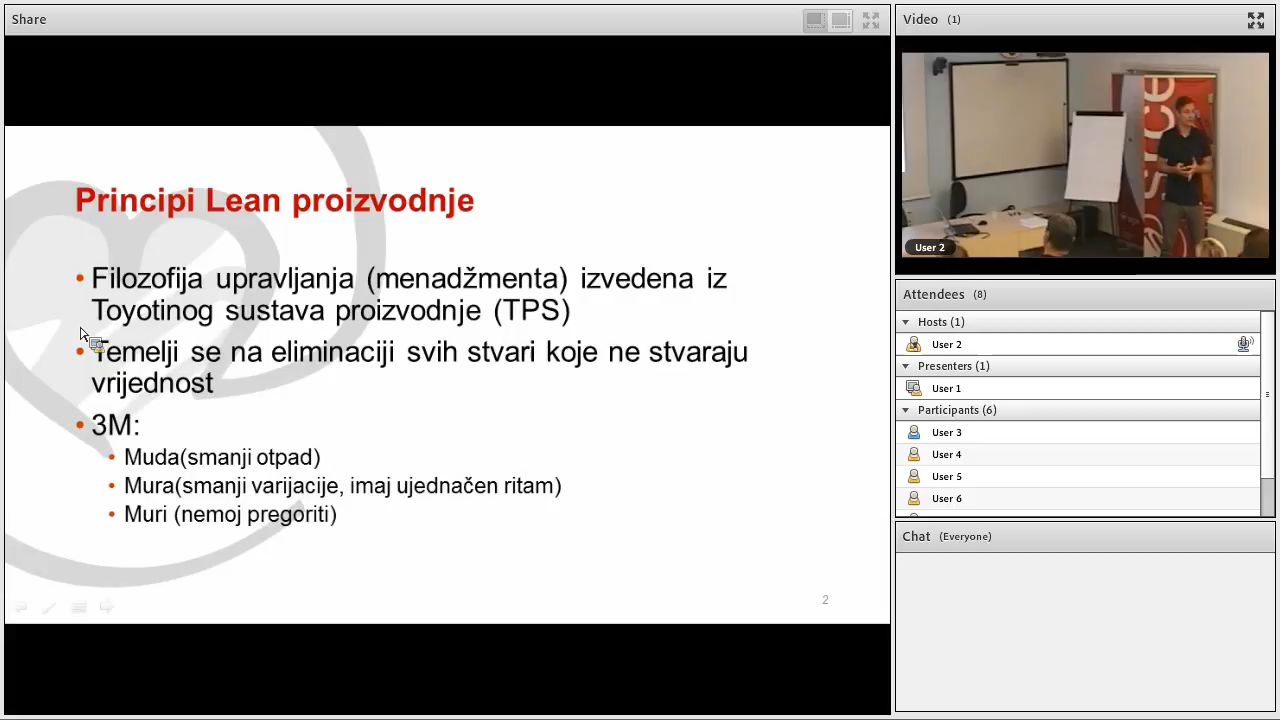 Share
Principi Lean proizvodnje
• Filozofija upravljanja (menadžmenta) izvedena iz
Toyotinog sustava proizvodnje (TPS)
• Temelji se na eliminaciji svih stvari koje ne stvaraju
vrijednost
• 3M:
• Muda(smanji otpad)
• Mura(smanji varijacije, imaj ujednačen ritam)
• Muri (nemoj pregoriti)
2
Video (1)
srce
User 2
Attendees (8)
Hosts (1)
User 2
Presenters (1)
User 1
Participants (6)
User 3
User 4
User 5
User 6
Chat (Everyone)